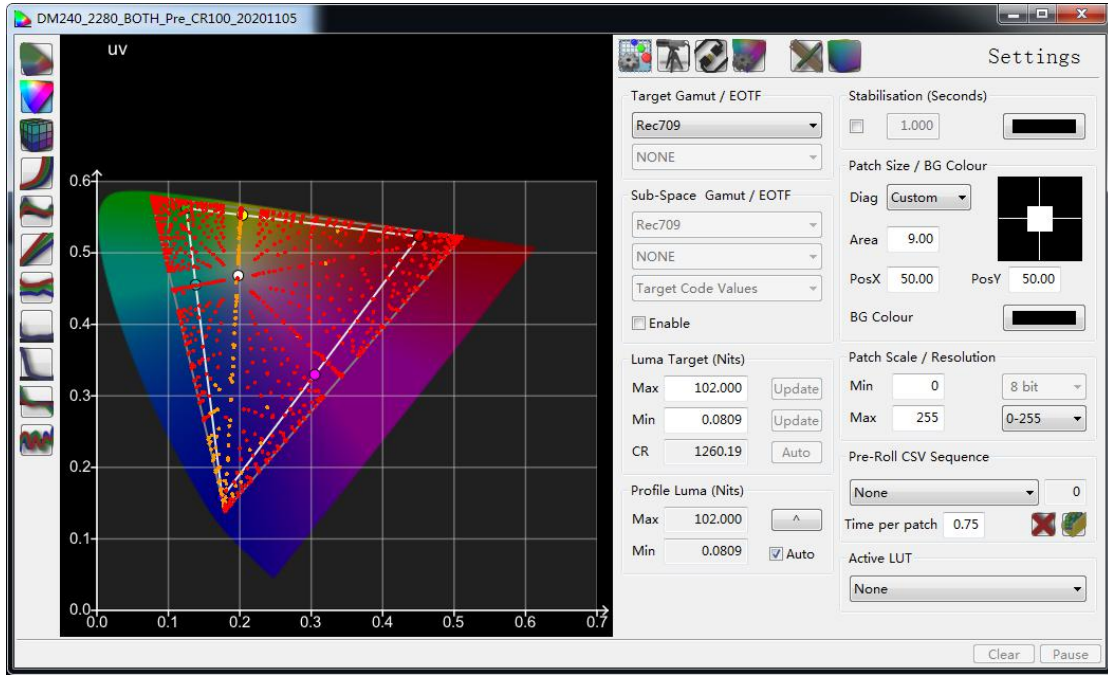 DM240_2280_BOTH_Pre_CR100_20201105
uv
0.6
0.5
0.4
0.3
0.2
0.1
0.0
0.0 0.1 0.2 0.3 0.4 0.5 0.6 0.7
Settings
Target Gamut / EOTF
Rec709
NONE
Sub-Space Gamut / EOTF
Rec709
NONE
Target Code Values
Enable
Luma Target (Nits)
Max 102.000 Update
Min 0.0809 Update
CR 1260.19 Auto
Profile Luma (Nits)
Max 102.000 ^
Min 0.0809 Auto
Stabilisation (Seconds)
1.000
Patch Size / BG Colour
Diag Custom
Area 9.00
PosX 50.00 PosY 50.00
BG Colour
Patch Scale / Resolution
Min 0 8 bit
Max 255 0-255
Pre-Roll CSV Sequence
None 0
Time per patch 0.75
Active LUT
None
Clear Pause